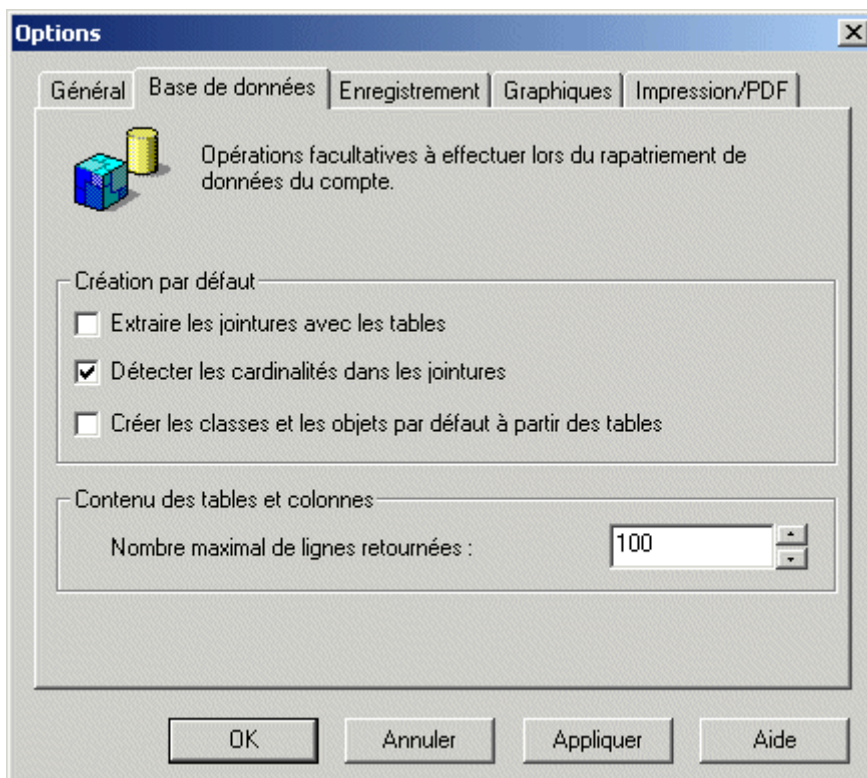 Options
Général Base de données Enregistrement Graphiques Impression/PDF
Opérations facultatives à effectuer lors du rapatriement de
données du compte.
Création par défaut
Extraire les jointures avec les tables
Détecter les cardinalités dans les jointures
Créer les classes et les objets par défaut à partir des tables
Contenu des tables et colonnes
Nombre maximal de lignes retournées : 100
OK Annuler Appliquer Aide